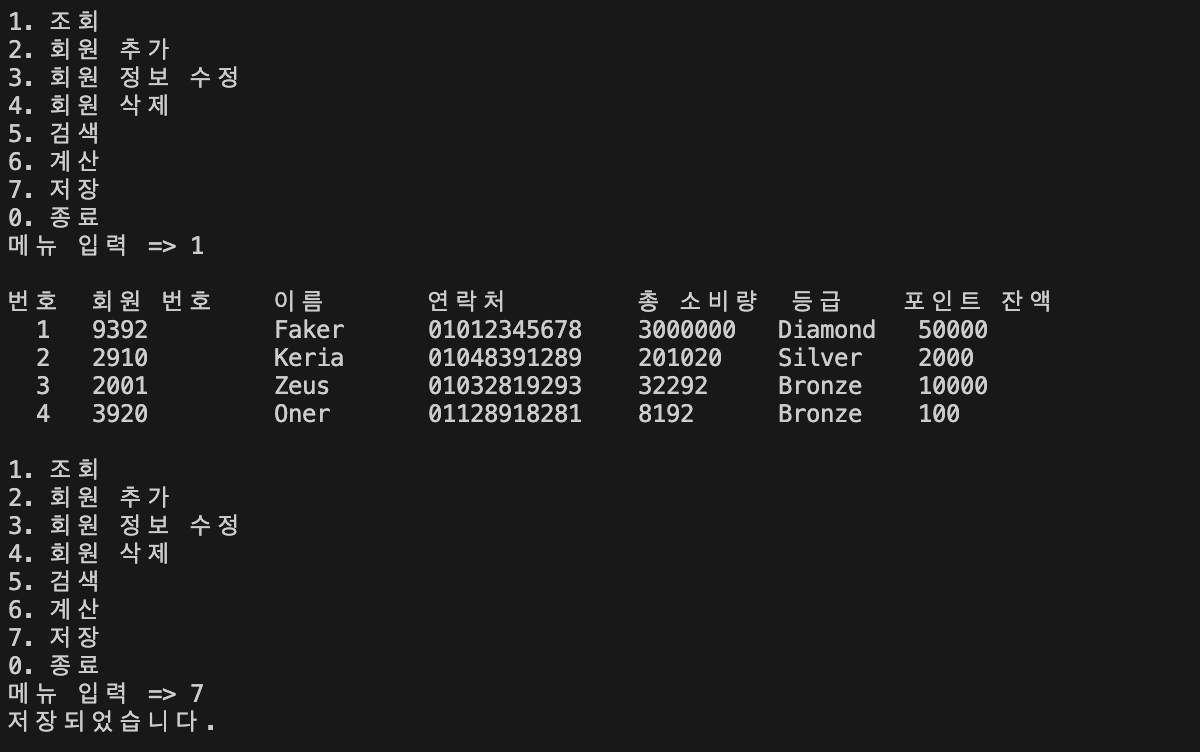 1. 조회
2. 회원 추가
3. 회원 정보 수정
4. 회원 삭제
5. 검색
6. 계산
7. 저장
0. 종료
메뉴 입력 => 1
번호 회원 번호 이름 연락처 총 소비량 등급 포인트 잔액
1 9392 Faker 01012345678 3000000 Diamond 50000
2 2910 Keria 01048391289 201020 Silver 2000
3 2001 Zeus 01032819293 32292 Bronze 10000
4 3920 Oner 01128918281 8192 Bronze 100
1. 조회
2. 회원 추가
3. 회원 정보 수정
4. 회원 삭제
5. 검색
6. 계산
7. 저장
0. 종료
메뉴 입력 => 7
저장되었습니다.